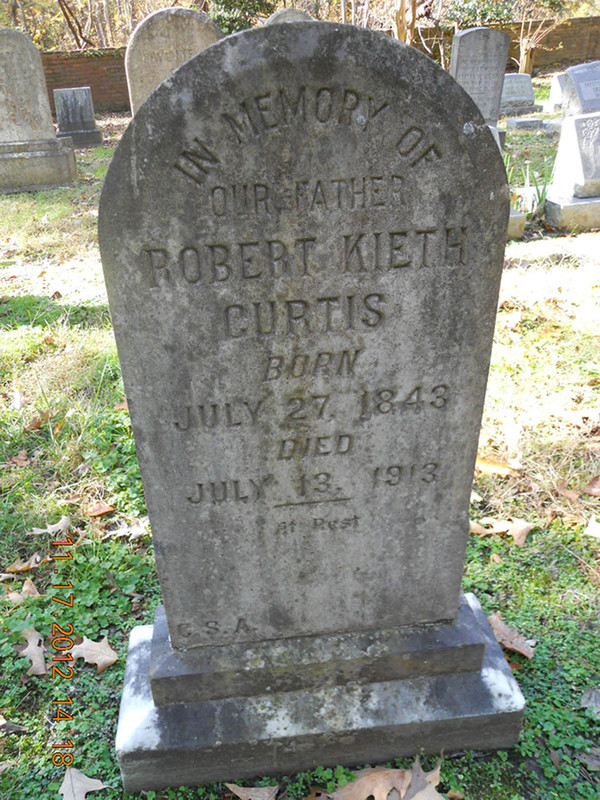 IN MEMORY OF
OUR FATHER
ROBERT KIETH
CURTIS
BORN
JULY 27, 1843
DIED
JULY 13, 1913
At Rest
C.S.A.
11 17 2012 14 18